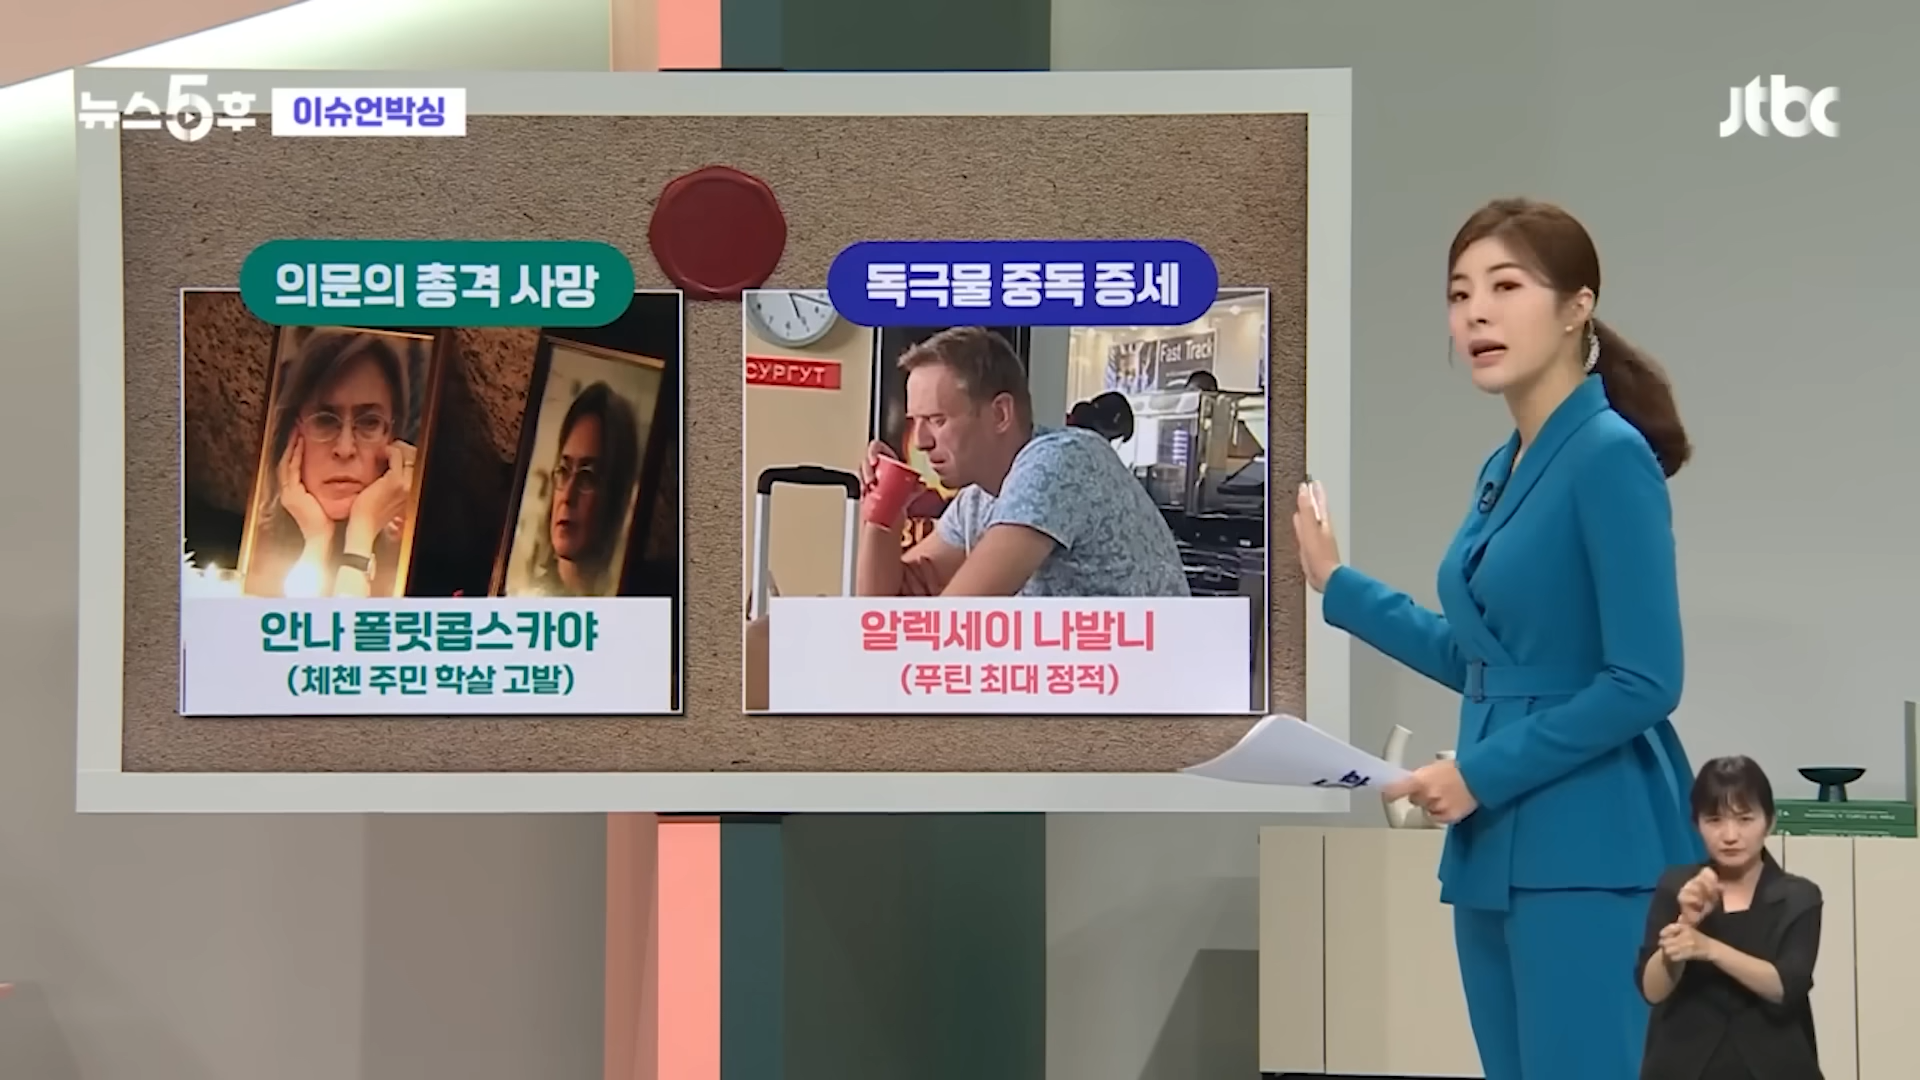 뉴스5후
이슈언박싱
jtbc
의문의 총격 사망
독극물 중독 증세
СУРГУТ
Fast Track
안나 폴릿콥스카야
(체첸 주민 학살 고발)
알렉세이 나발니
(푸틴 최대 정적)